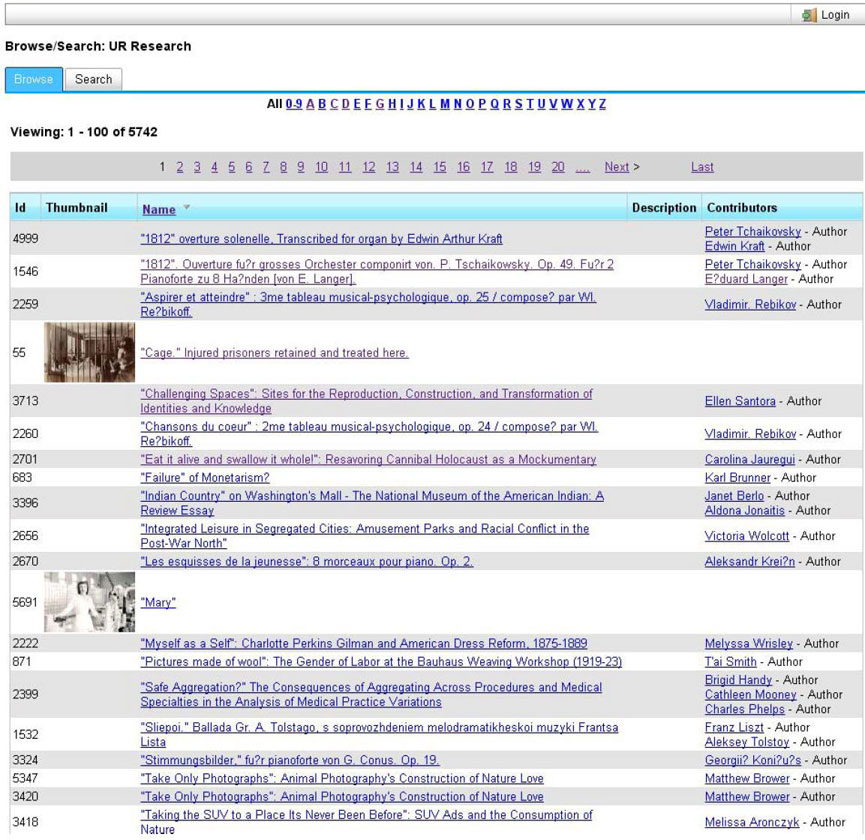 Login
Browse/Search: UR Research
Browse Search
All 0-9 A B C D E F G H I J K L M N O P Q R S T U V W X Y Z
Viewing: 1 - 100 of 5742
1 2 3 4 5 6 7 8 9 10 11 12 13 14 15 16 17 18 19 20 .... Next > Last
Id Thumbnail Name Description Contributors
4999 "1812" overture solenelle, Transcribed for organ by Edwin Arthur Kraft Peter Tchaikovsky - Author
Edwin Kraft - Author
1546 "1812". Ouverture fu?r grosses Orchester componirt von. P. Tschaikowsky. Op. 49. Fu?r 2 Peter Tchaikovsky - Author
Pianoforte zu 8 Ha?nden [von E. Langer]. E?duard Langer - Author
2259 "Aspirer et atteindre" : 3me tableau musical-psychologique, op. 25 / compose? par Wl.
Re?bikoff. Vladimir. Rebikov - Author
55 "Cage." Injured prisoners retained and treated here.
3713 "Challenging Spaces": Sites for the Reproduction, Construction, and Transformation of
Identities and Knowledge Ellen Santora - Author
2260 "Chansons du coeur" : 2me tableau musical-psychologique, op. 24 / compose? par Wl.
Re?bikoff. Vladimir. Rebikov - Author
2701 "Eat it alive and swallow it whole!": Resavoring Cannibal Holocaust as a Mockumentary Carolina Jauregui - Author
683 "Failure" of Monetarism? Karl Brunner - Author
3396 "Indian Country" on Washington's Mall - The National Museum of the American Indian: A Janet Berlo - Author
Review Essay Aldona Jonaitis - Author
2656 "Integrated Leisure in Segregated Cities: Amusement Parks and Racial Conflict in the
Post-War North" Victoria Wolcott - Author
2670 "Les esquisses de la jeunesse": 8 morceaux pour piano. Op. 2. Aleksandr Krei?n - Author
5691 "Mary"
2222 "Myself as a Self": Charlotte Perkins Gilman and American Dress Reform, 1875-1889 Melyssa Wrisley - Author
871 "Pictures made of wool": The Gender of Labor at the Bauhaus Weaving Workshop (1919-23) T'ai Smith - Author
2399 "Safe Aggregation?" The Consequences of Aggregating Across Procedures and Medical Brigid Handy - Author
Specialties in the Analysis of Medical Practice Variations Cathleen Mooney - Author
Charles Phelps - Author
1532 "Sliepoi." Ballada Gr. A. Tolstago, s soprovozhdeniem melodramatikheskoi muzyki Frantsa Franz Liszt - Author
Lista Aleksey Tolstoy - Author
3324 "Stimmungsbilder," fu?r pianoforte von G. Conus. Op. 19. Georgii? Koni?u?s - Author
5347 "Take Only Photographs": Animal Photography's Construction of Nature Love Matthew Brower - Author
3420 "Take Only Photographs": Animal Photography's Construction of Nature Love Matthew Brower - Author
3418 "Taking the SUV to a Place Its Never Been Before": SUV Ads and the Consumption of
Nature Melissa Aronczyk - Author